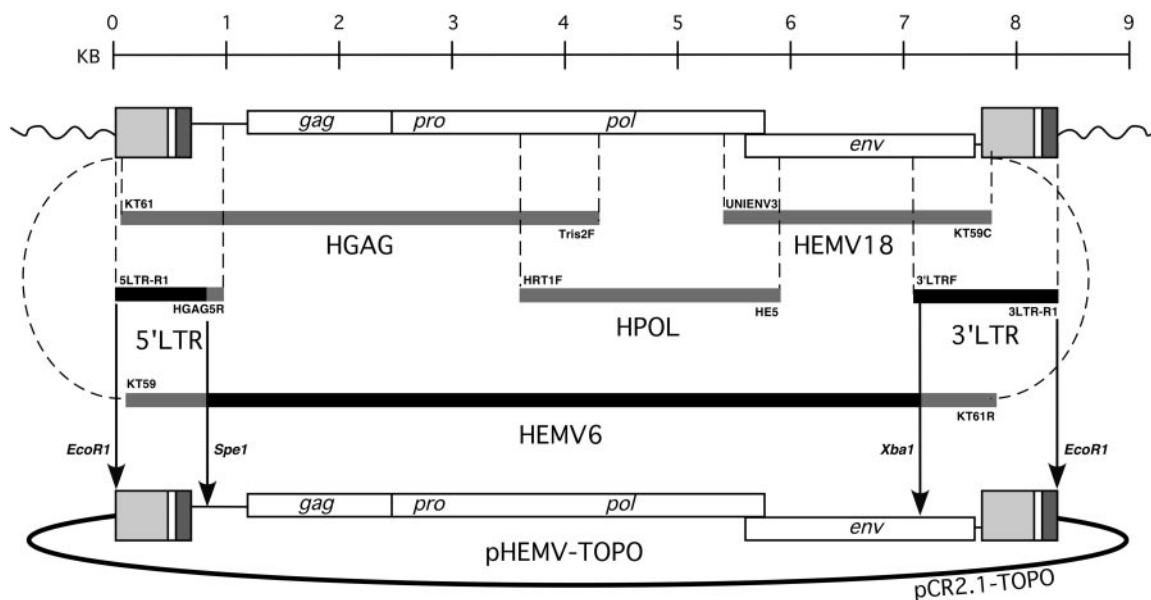 0 1 2 3 4 5 6 7 8 9
KB
gag pro pol
env
KT61 UNIENV3
Tris2F KT59C
HGAG HEMV18
5LTR-R1 HRT1F 3'LTRF
HGAG5R HE5 3LTR-R1
5'LTR HPOL 3'LTR
KT59
KT61R
HEMV6
EcoR1 Spe1 Xba1 EcoR1
gag pro pol
env
pHEMV-TOPO
pCR2.1-TOPO